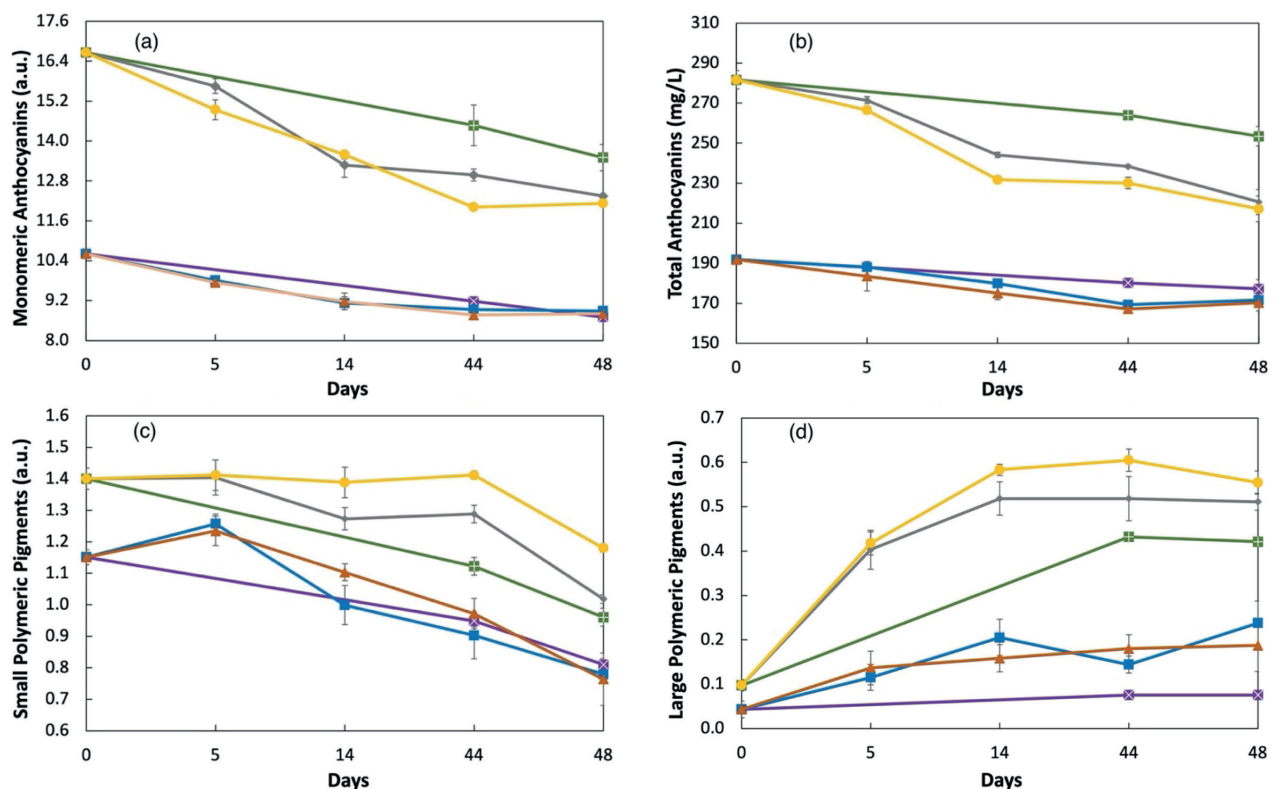 (a)
Monomeric Anthocyanins (a.u.)
17.6
16.4
15.2
14.0
12.8
11.6
10.4
9.2
8.0
0 5 14 44 48
Days
(b)
Total Anthocyanins (mg/L)
310
290
270
250
230
210
190
170
150
0 5 14 44 48
Days
(c)
Small Polymeric Pigments (a.u.)
1.6
1.5
1.4
1.3
1.2
1.1
1.0
0.9
0.8
0.7
0.6
0 5 14 44 48
Days
(d)
Large Polymeric Pigments (a.u.)
0.7
0.6
0.5
0.4
0.3
0.2
0.1
0.0
0 5 14 44 48
Days